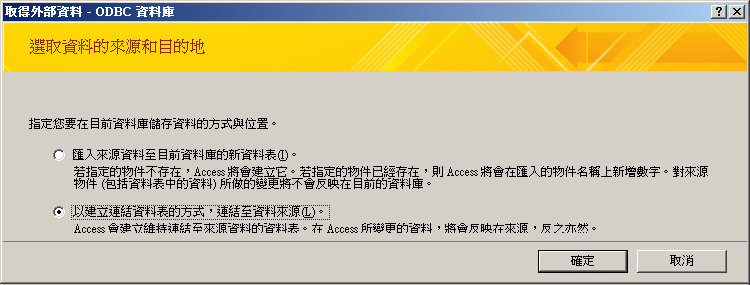 取得外部資料 - ODBC 資料庫
選取資料的來源和目的地
指定您要在目前資料庫儲存資料的方式與位置。
匯入來源資料至目前資料庫的新資料表(I)。
若指定的物件不存在，Access 將會建立它。若指定的物件已經存在，則 Access 將會在匯入的物件名稱上新增數字。對來源
物件 (包括資料表中的資料) 所做的變更將不會反映在目前的資料庫。
以建立連結資料表的方式，連結至資料來源(L)。
Access 會建立維持連結至來源資料的資料表。在 Access 所變更的資料，將會反映在來源，反之亦然。
確定
取消